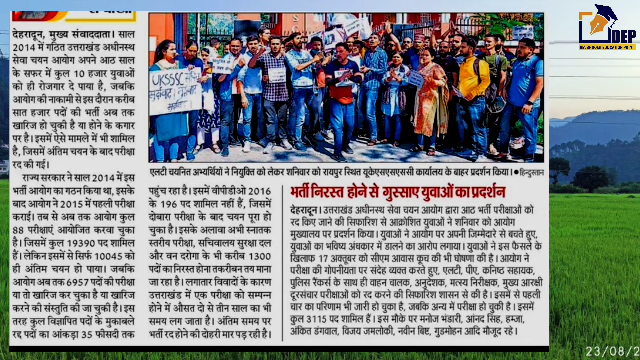 IDEP
देहरादून, मुख्य संवाददाता। साल
2014 में गठित उत्तराखंड अधीनस्थ
सेवा चयन आयोग अपने आठ साल
के सफर में कुल 10 हजार युवाओं
को ही रोजगार दे पाया है, जबकि
आयोग की नाकामी से इस दौरान करीब
सात हजार पदों की भर्ती अब तक
खारिज हो चुकी है या होने के कगार
पर है। इसमें ऐसे मामले में भी शामिल
है, जिसमें अंतिम चयन के बाद परीक्षा
रद की गई।
राज्य सरकार ने साल 2014 में इस
भर्ती आयोग का गठन किया था, इसके
बाद आयोग ने 2015 में पहली परीक्षा
कराई। तब से अब तक आयोग कुल
88 परीक्षाएं आयोजित करवा चुका
है। जिसमें कुल 19390 पद शामिल
हैं। लेकिन इसमें से सिर्फ 10045 को
ही अंतिम चयन हो पाया। जबकि
आयोग अब तक 6957 पदों की परीक्षा
या तो खारिज कर चुका है या खारिज
करने की संस्तुति की जा चुका है। इस
तरह कुल विज्ञापित पदों के मुकाबले
रद्द पदों का आंकड़ा 35 फीसदी तक
UKSSSC
एलटी चयनित अभ्यर्थियों ने नियुक्ति को लेकर शनिवार को रायपुर स्थित यूकेएसएसएससी कार्यालय के बाहर प्रदर्शन किया। • हिन्दुस्तान
पहुंच रहा है। इसमें वीपीडीओ 2016
के 196 पद शामिल नहीं हैं, जिसमें
दोबारा परीक्षा के बाद चयन पूरा हो
चुका है। इसके अलावा अभी स्नातक
स्तरीय परीक्षा, सचिवालय सुरक्षा दल
और वन दरोगा के भी करीब 1300
पदों का निरस्त होना तकरीबन तय माना
जा रहा है। लगातार विवादों के कारण
उत्तराखंड में एक परीक्षा को सम्पन्न
होने में औसत दो से तीन साल का भी
समय लग जाता है। अंतिम समय पर
भर्ती रद होने की दोहरी मार पड़ रही है।
भर्ती निरस्त होने से गुस्साए युवाओं का प्रदर्शन
देहरादून। उत्तराखंड अधीनस्थ सेवा चयन आयोग द्वारा आठ भर्ती परीक्षाओं को
रद किए जाने की सिफारिश से आक्रोशित युवाओं ने शनिवार को आयोग
मुख्यालय पर प्रदर्शन किया। युवाओं ने आयोग पर अपनी जिम्मेदार से बचते हुए,
युवाओं का भविष्य अंधकार में डालने का आरोप लगाया। युवाओं ने इस फैसले के
खिलाफ 17 अक्तूबर को सीएम आवास कूच की भी घोषणा की है। आयोग ने
परीक्षा की गोपनीयता पर संदेह व्यक्त करते हुए, एलटी, पीए, कनिष्ठ सहायक,
पुलिस रैंकर्स के साथ ही वाहन चालक, अनुदेशक, मत्स्य निरीक्षक, मुख्य आरक्षी
दूरसंचार परीक्षाओं को रद करने की सिफारिश शासन से की है। इसमें से पहली
चार का परिणाम भी जारी हो चुका है, जबकि अन्य में परीक्षा हो चुकी है। इसमें
कुल 3115 पद शामिल हैं। इस मौके पर मनोज भंडारी, आंनद सिंह, हम्जा,
अंकित डंगवाल, विजय जमलोकी, नवीन बिष्ट, गुडमोहन आदि मौजूद रहे।
23/08/2